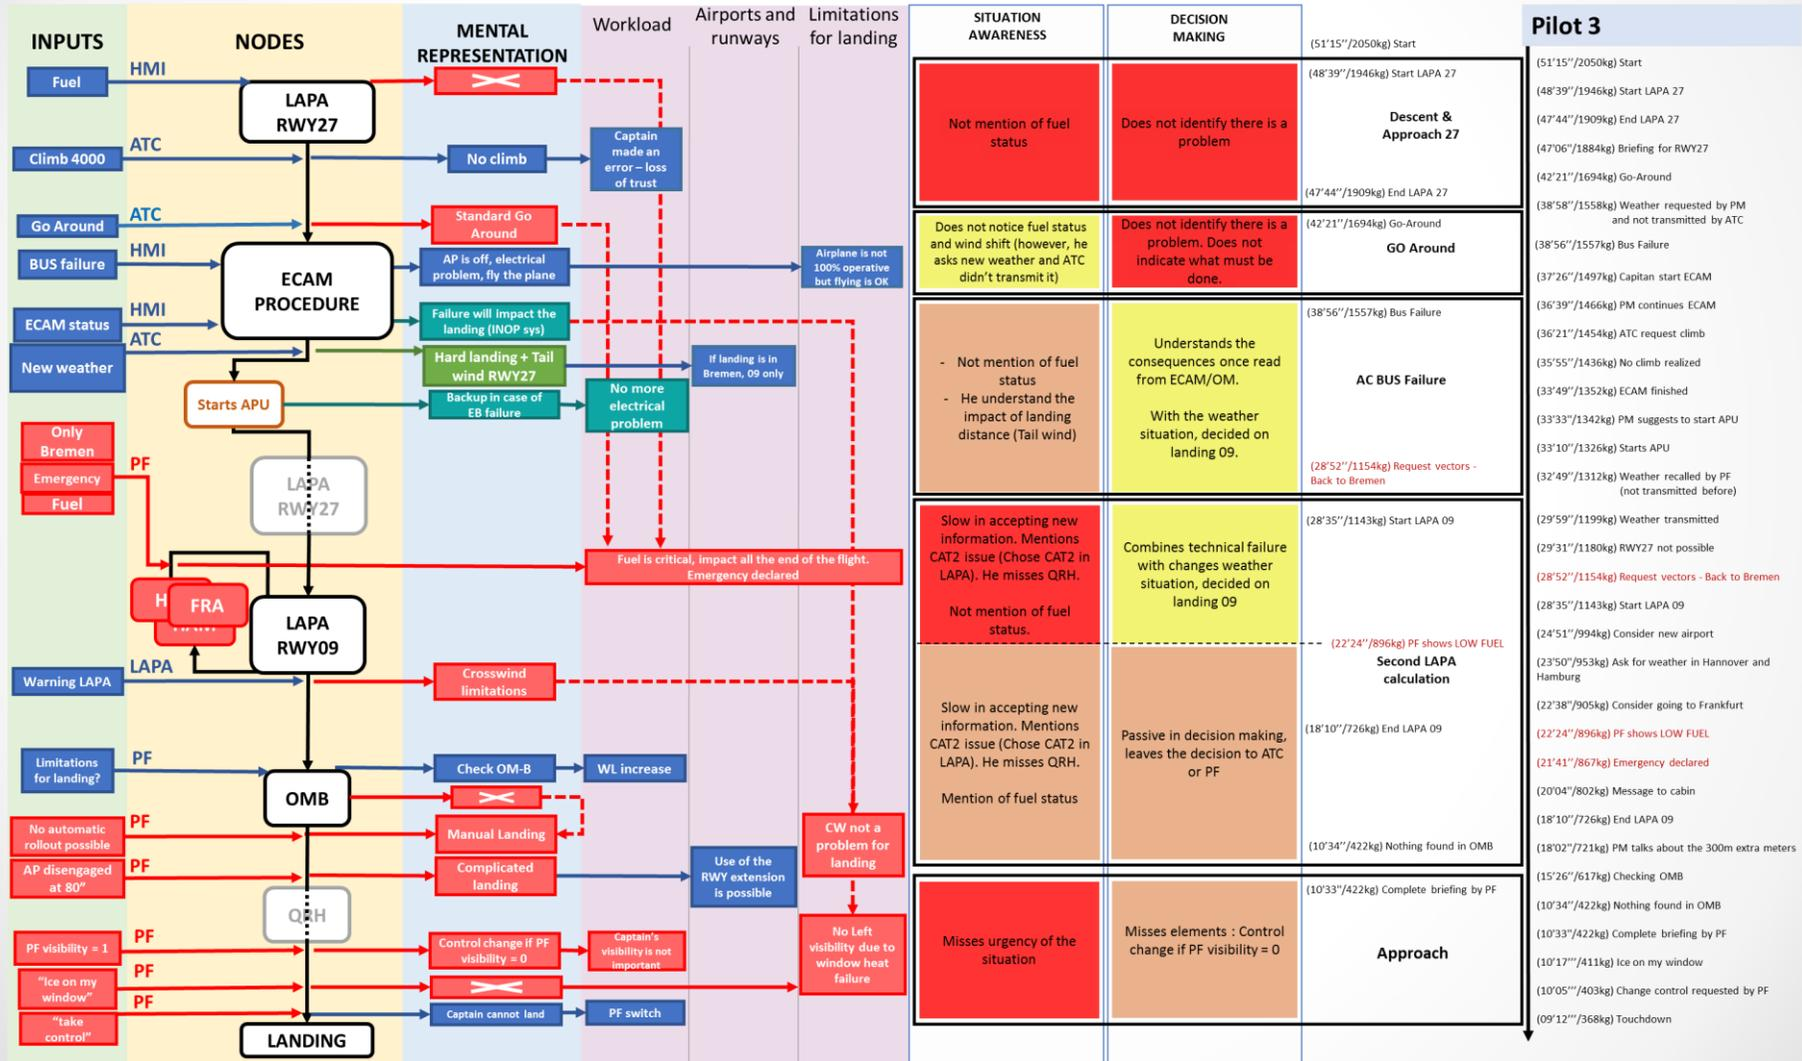 INPUTS
NODES
MENTAL
REPRESENTATION
Workload
Airports and
runways
Limitations
for landing
SITUATION
AWARENESS
DECISION
MAKING
Pilot 3
Fuel
HMI
LAPA
RWY27
Climb 4000
ATC
No climb
Captain
made an
error – loss
of trust
Go Around
ATC
Standard Go
Around
BUS failure
HMI
ECAM
PROCEDURE
AP is off, electrical
problem, fly the plane
Airplane is not
100% operative
but flying is OK
ECAM status
HMI
Failure will impact the
landing (INOP sys)
New weather
ATC
Hard landing + Tail
wind RWY27
If landing is in
Bremen, 09 only
Starts APU
Backup in case of
EB failure
No more
electrical
problem
Only
Bremen
Emergency
Fuel
PF
LAPA
RWY27
Fuel is critical, impact all the end of the flight.
Emergency declared
H
FRA
HAM
LAPA
RWY09
Warning LAPA
LAPA
Crosswind
limitations
Limitations
for landing?
PF
OMB
Check OM-B
WL increase
No automatic
rollout possible
PF
Manual Landing
CW not a
problem for
landing
AP disengaged
at 80”
PF
Complicated
landing
Use of the
RWY extension
is possible
QRH
PF visibility = 1
PF
Control change if PF
visibility = 0
Captain’s
visibility is not
important
No Left
visibility due to
window heat
failure
“Ice on my
window”
PF
“take
control”
PF
Captain cannot land
PF switch
LANDING
(51’15’’/2050kg) Start
Not mention of fuel
status
Does not identify there is a
problem
(48’39’’/1946kg) Start LAPA 27
Descent &
Approach 27
(47’44’’/1909kg) End LAPA 27
Does not notice fuel status
and wind shift (however, he
asks new weather and ATC
didn’t transmit it)
Does not identify there is a
problem. Does not
indicate what must be
done.
(42’21’’/1694kg) Go-Around
GO Around
- Not mention of fuel
status
- He understand the
impact of landing
distance (Tail wind)
Understands the
consequences once read
from ECAM/OM.
With the weather
situation, decided on
landing 09.
(38’56’’/1557kg) Bus Failure
AC BUS Failure
(28’52’’/1154kg) Request vectors -
Back to Bremen
Slow in accepting new
information. Mentions
CAT2 issue (Chose CAT2 in
LAPA). He misses QRH.
Not mention of fuel
status.
Combines technical failure
with changes weather
situation, decided on
landing 09
(28’35’’/1143kg) Start LAPA 09
(22’24’’/896kg) PF shows LOW FUEL
Second LAPA
calculation
Slow in accepting new
information. Mentions
CAT2 issue (Chose CAT2 in
LAPA). He misses QRH.
Mention of fuel status
Passive in decision making,
leaves the decision to ATC
or PF
(18’10’’/726kg) End LAPA 09
(10’34’’/422kg) Nothing found in OMB
Misses urgency of the
situation
Misses elements : Control
change if PF visibility = 0
(10’33’’/422kg) Complete briefing by PF
Approach
(51’15’’/2050kg) Start
(48’39’’/1946kg) Start LAPA 27
(47’44’’/1909kg) End LAPA 27
(47’06’’/1884kg) Briefing for RWY27
(42’21’’/1694kg) Go-Around
(38’58’’/1558kg) Weather requested by PM
and not transmitted by ATC
(38’56’’/1557kg) Bus Failure
(37’26’’/1497kg) Capitan start ECAM
(36’39’’/1466kg) PM continues ECAM
(36’21’’/1454kg) ATC request climb
(35’55’’/1436kg) No climb realized
(33’49’’/1352kg) ECAM finished
(33’33’’/1342kg) PM suggests to start APU
(33’10’’/1326kg) Starts APU
(32’49’’/1312kg) Weather recalled by PF
(not transmitted before)
(29’59’’/1199kg) Weather transmitted
(29’31’’/1180kg) RWY27 not possible
(28’52’’/1154kg) Request vectors - Back to Bremen
(28’35’’/1143kg) Start LAPA 09
(24’51’’/994kg) Consider new airport
(23’50’’/953kg) Ask for weather in Hannover and
Hamburg
(22’38’’/905kg) Consider going to Frankfurt
(22’24’’/896kg) PF shows LOW FUEL
(21’41’’/867kg) Emergency declared
(20’04’’/802kg) Message to cabin
(18’10’’/726kg) End LAPA 09
(18’02’’/721kg) PM talks about the 300m extra meters
(15’26’’/617kg) Checking OMB
(10’34’’/422kg) Nothing found in OMB
(10’33’’/422kg) Complete briefing by PF
(10’17’’’/411kg) Ice on my window
(10’05’’’/403kg) Change control requested by PF
(09’12’’’/368kg) Touchdown